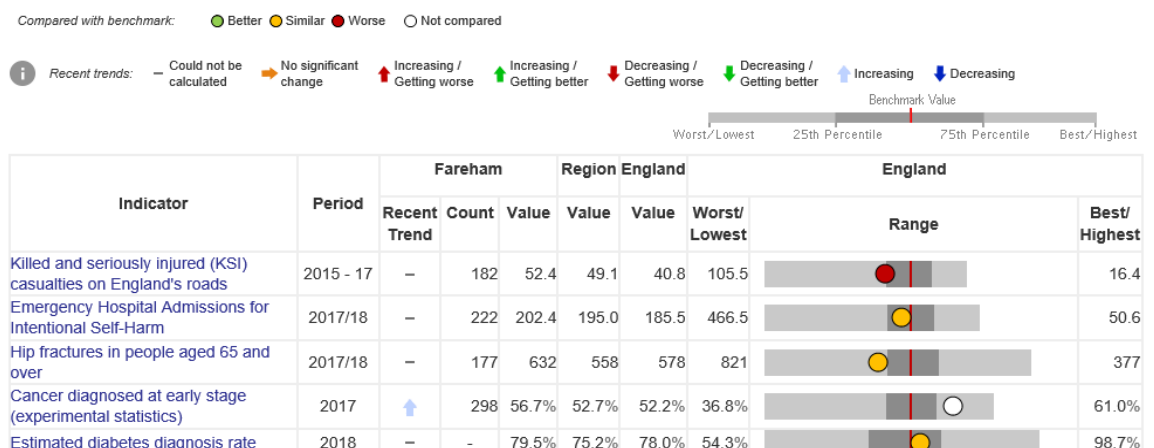 Compared with benchmark: Better Similar Worse Not compared
i Recent trends: – Could not be calculated No significant change Increasing / Getting worse Increasing / Getting better Decreasing / Getting worse Decreasing / Getting better Increasing Decreasing
Benchmark Value
Worst/Lowest 25th Percentile 75th Percentile Best/Highest
Indicator Period Fareham Region England England
Recent Trend Count Value Value Value Worst/ Lowest Range Best/ Highest
Killed and seriously injured (KSI)
casualties on England's roads 2015 - 17 – 182 52.4 49.1 40.8 105.5 16.4
Emergency Hospital Admissions for
Intentional Self-Harm 2017/18 – 222 202.4 195.0 185.5 466.5 50.6
Hip fractures in people aged 65 and
over 2017/18 – 177 632 558 578 821 377
Cancer diagnosed at early stage
(experimental statistics) 2017 298 56.7% 52.7% 52.2% 36.8% 61.0%
Estimated diabetes diagnosis rate 2018 – - 79.5% 75.2% 78.0% 54.3% 98.7%